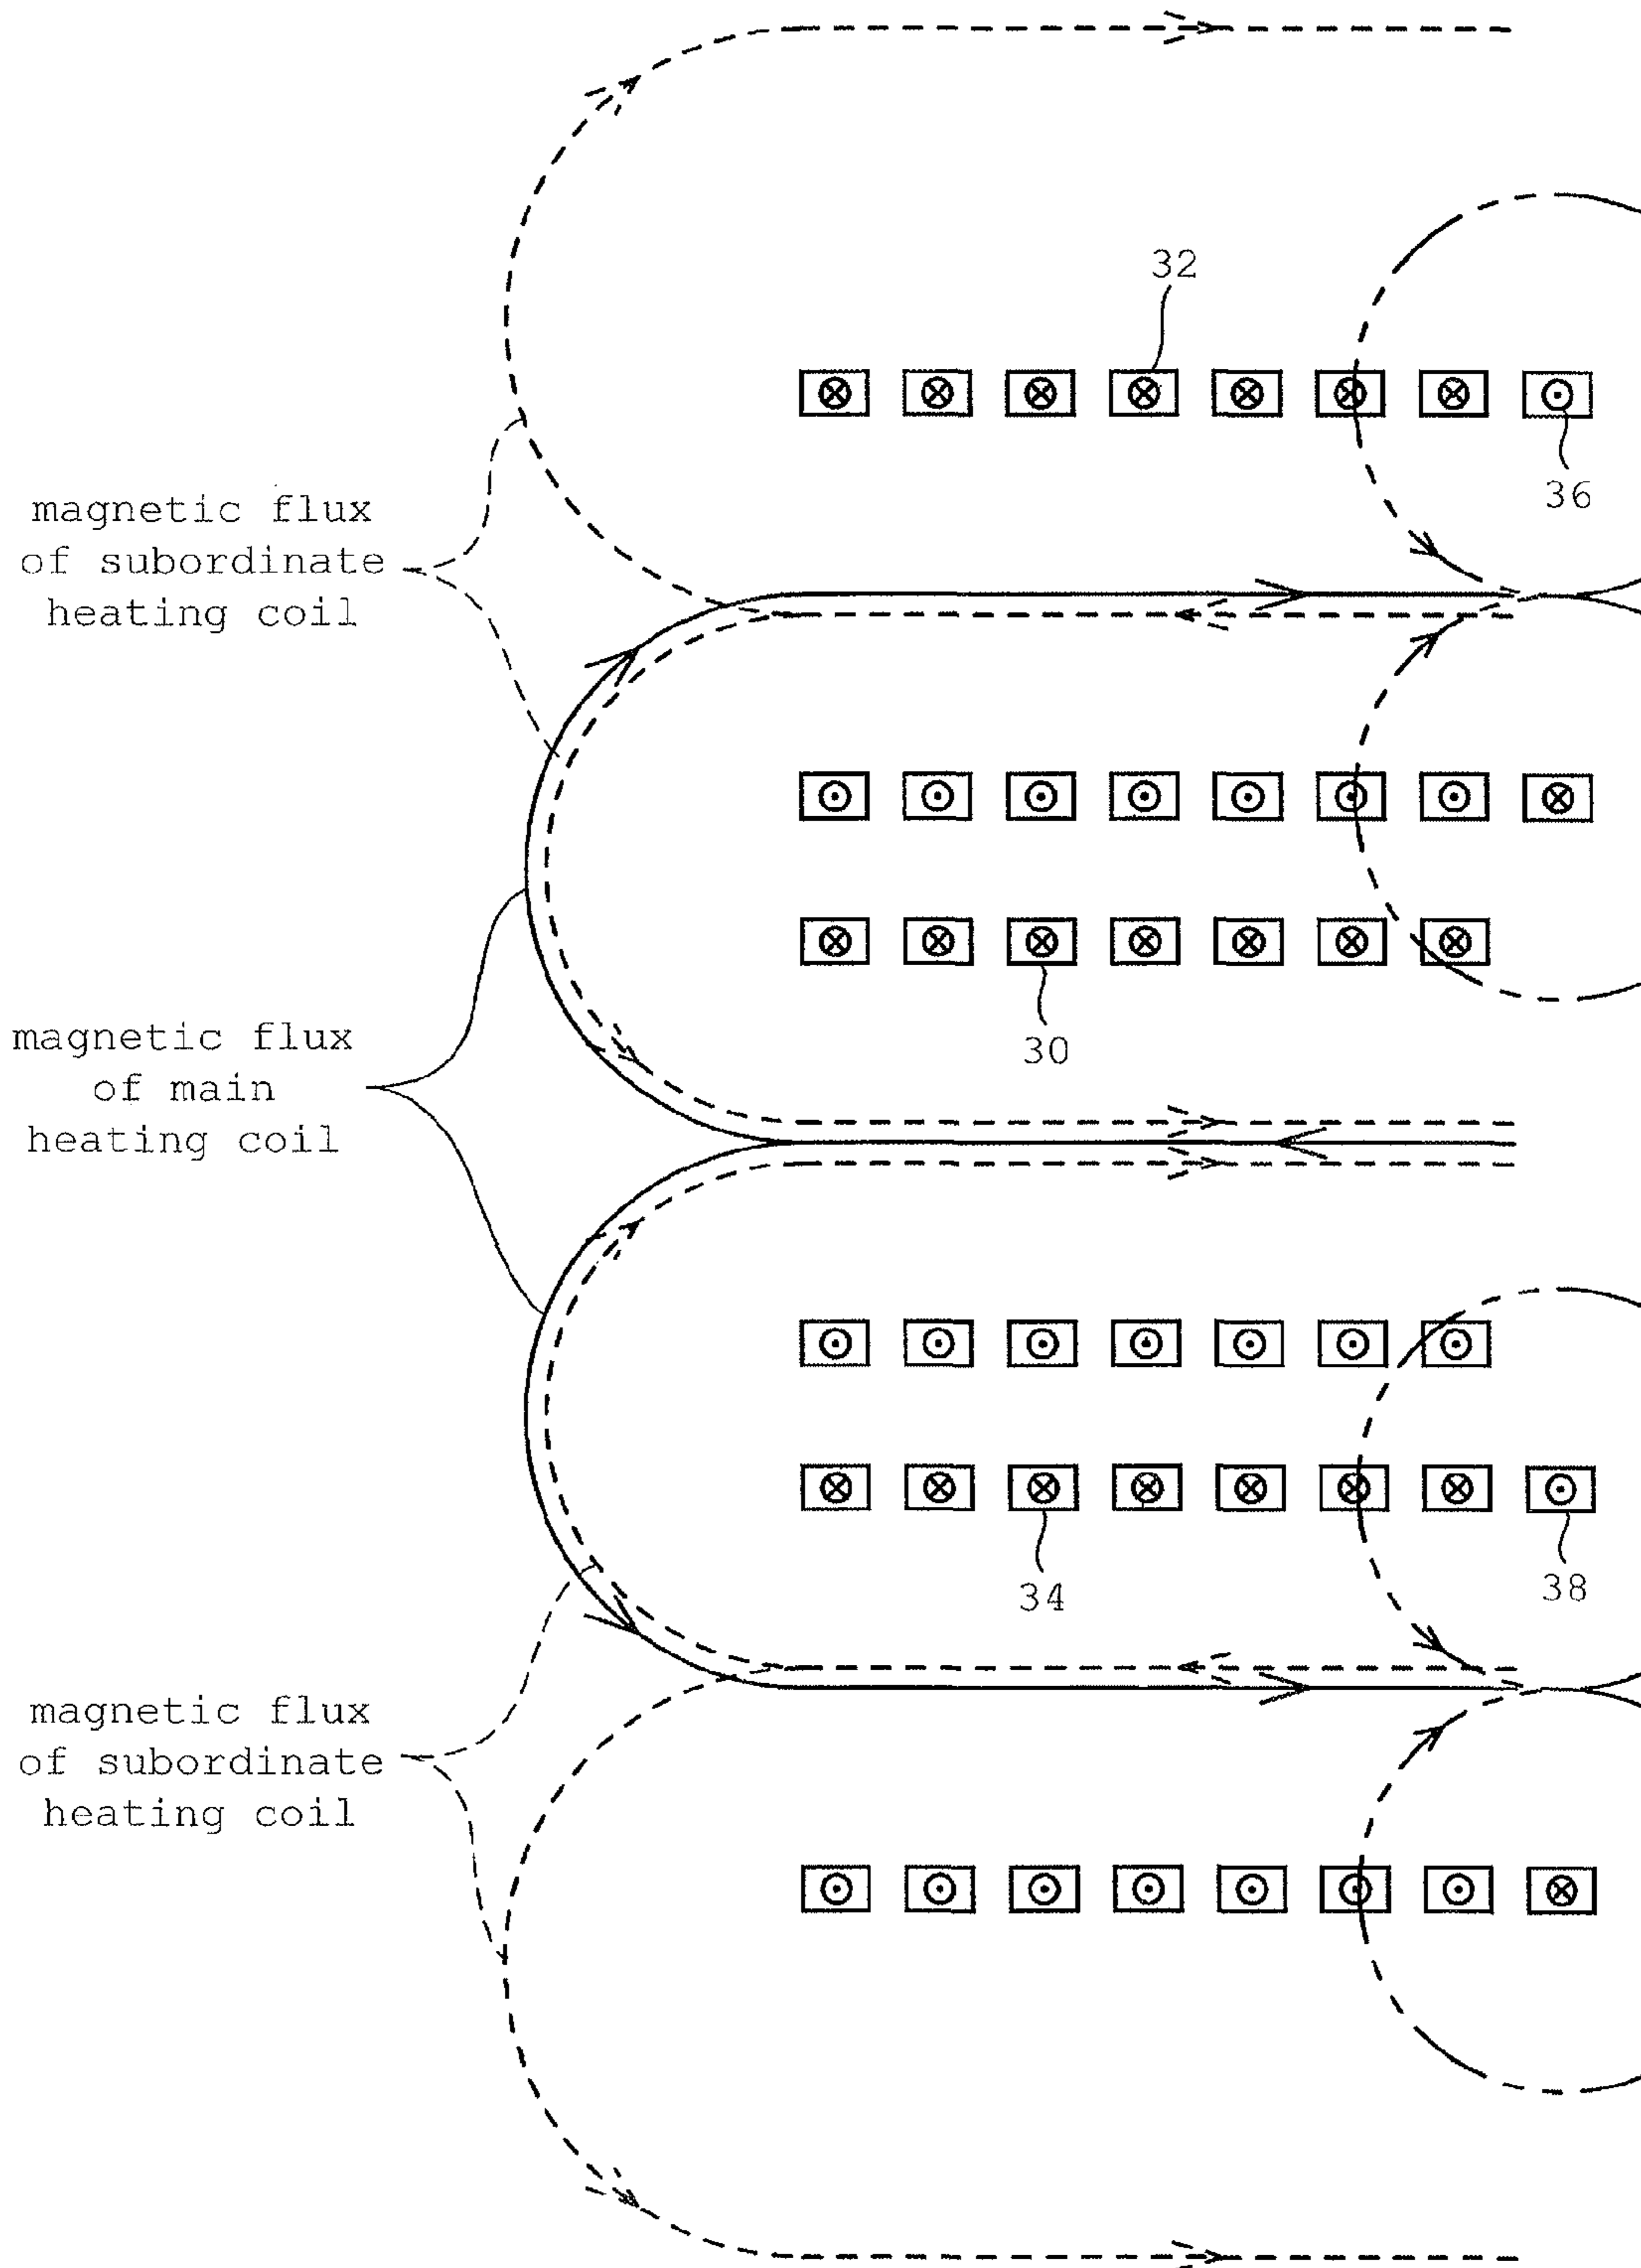 32
36
magnetic flux
of subordinate
heating coil
30
magnetic flux
of main
heating coil
34
38
magnetic flux
of subordinate
heating coil